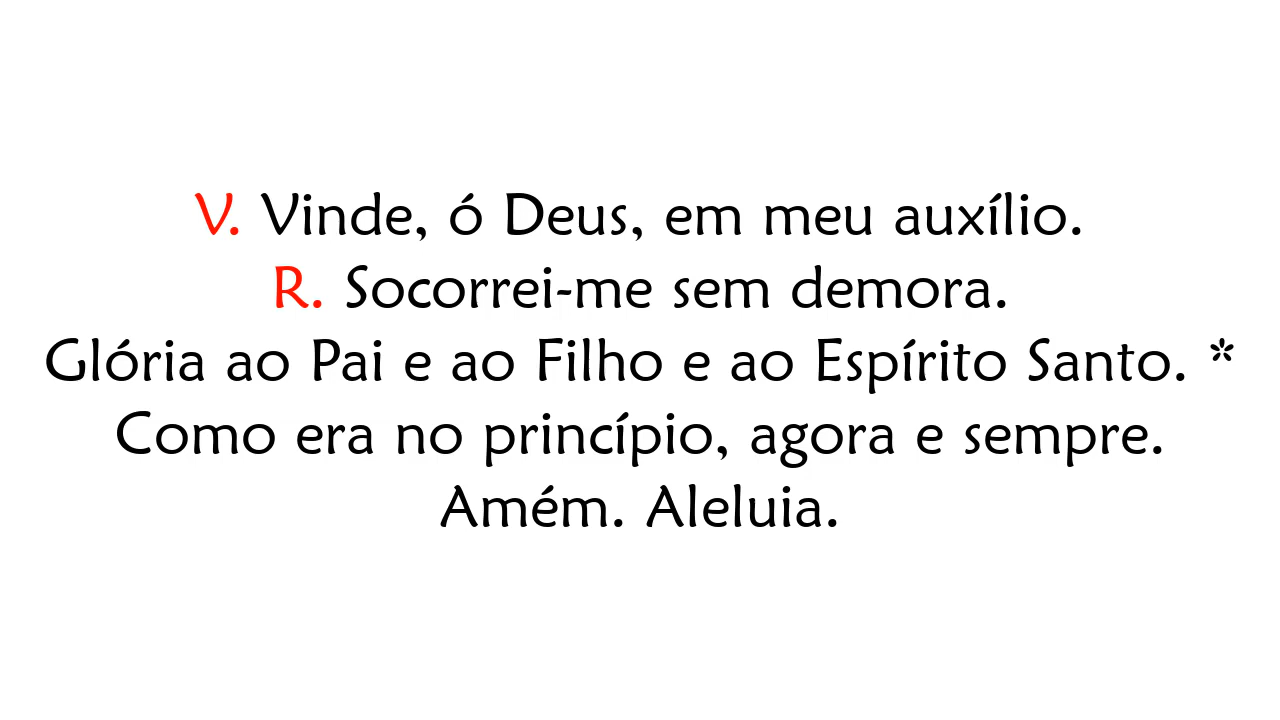 V. Vinde, ó Deus, em meu auxílio.
R. Socorrei-me sem demora.
Glória ao Pai e ao Filho e ao Espírito Santo. *
Como era no princípio, agora e sempre.
Amém. Aleluia.